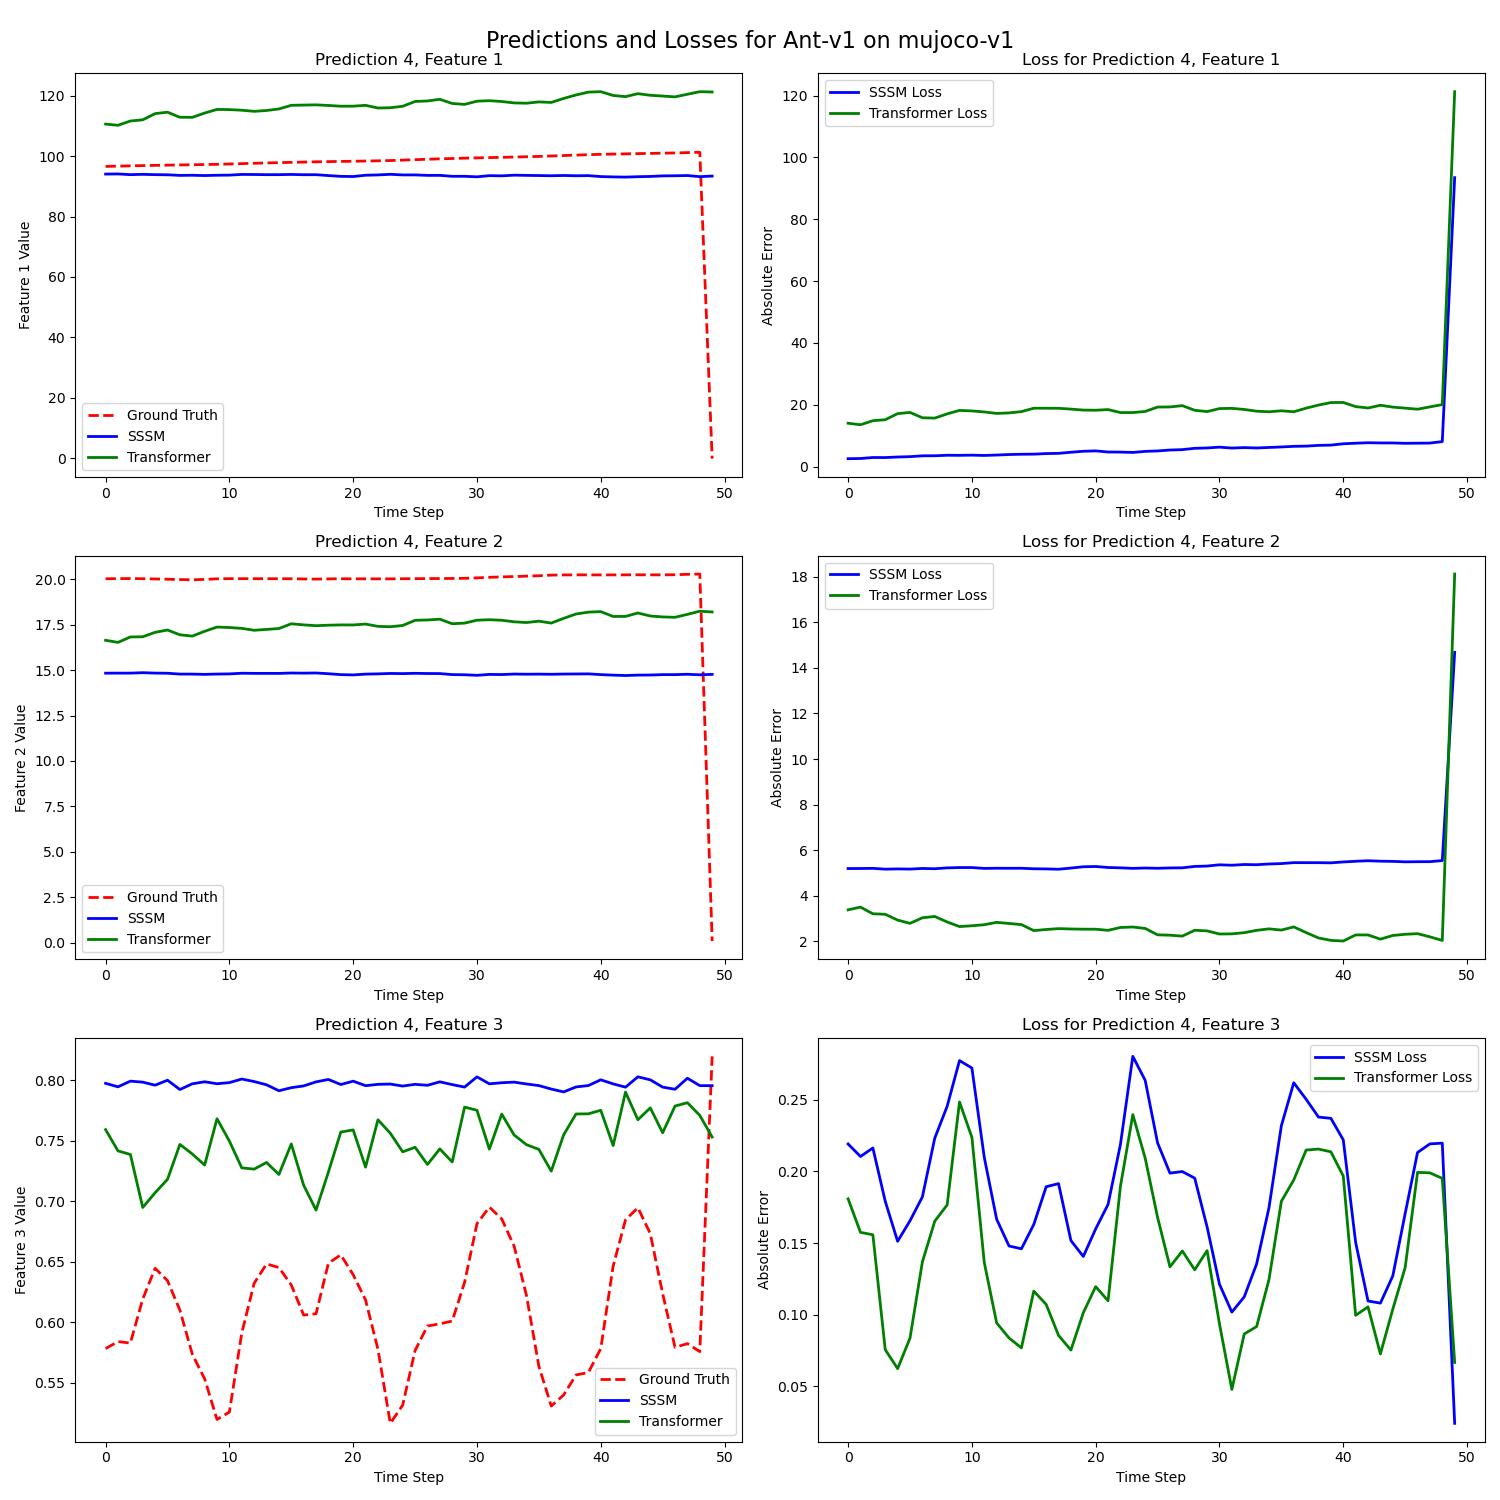 Predictions and Losses for Ant-v1 on mujoco-v1
Prediction 4, Feature 1
120
100
80
60
40
20
0
Feature 1 Value
Ground Truth
SSSM
Transformer
0 10 20 30 40 50
Time Step
Loss for Prediction 4, Feature 1
120
100
80
60
40
20
0
Absolute Error
SSSM Loss
Transformer Loss
0 10 20 30 40 50
Time Step
Prediction 4, Feature 2
20.0
17.5
15.0
12.5
10.0
7.5
5.0
2.5
0.0
Feature 2 Value
Ground Truth
SSSM
Transformer
0 10 20 30 40 50
Time Step
Loss for Prediction 4, Feature 2
18
16
14
12
10
8
6
4
2
Absolute Error
SSSM Loss
Transformer Loss
0 10 20 30 40 50
Time Step
Prediction 4, Feature 3
0.80
0.75
0.70
0.65
0.60
0.55
Feature 3 Value
Ground Truth
SSSM
Transformer
0 10 20 30 40 50
Time Step
Loss for Prediction 4, Feature 3
0.25
0.20
0.15
0.10
0.05
Absolute Error
SSSM Loss
Transformer Loss
0 10 20 30 40 50
Time Step